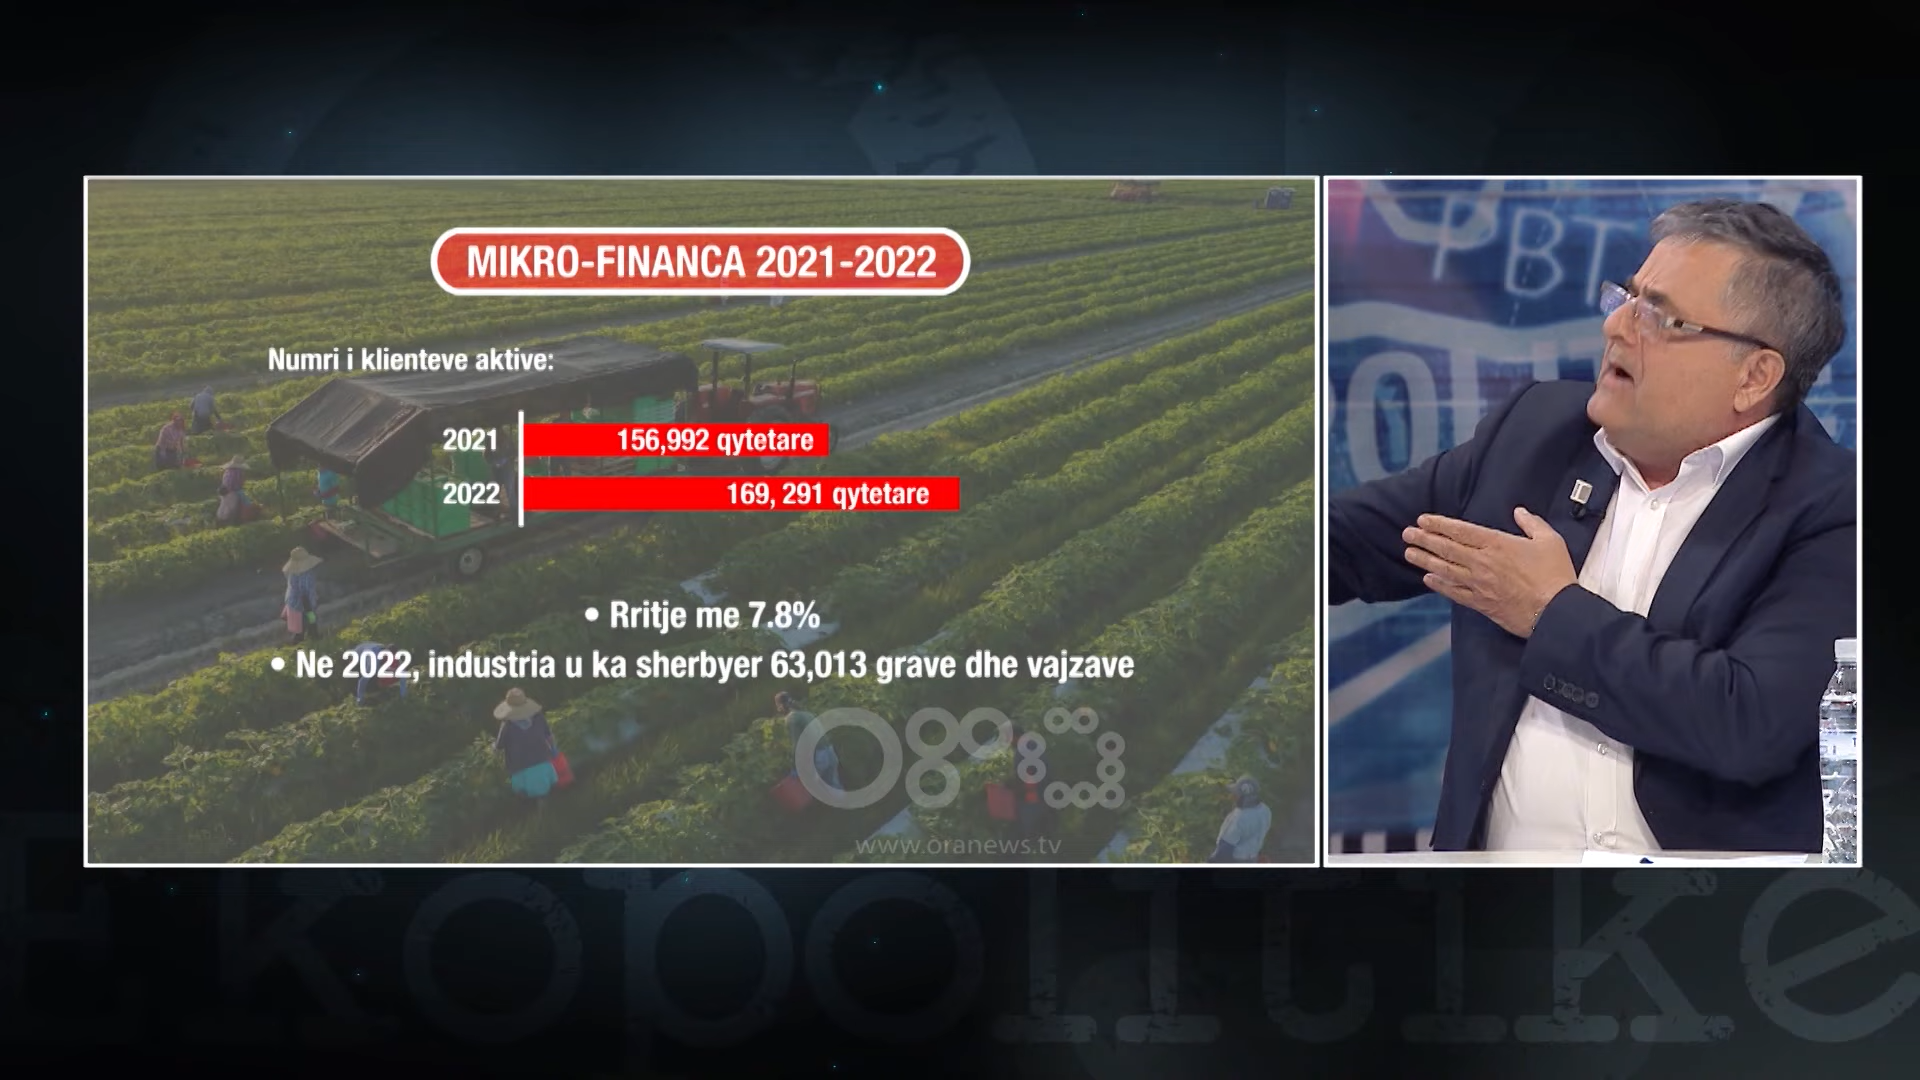 MIKRO-FINANCA 2021-2022
Numri i klienteve aktive:
2021 156,992 qytetare
2022 169, 291 qytetare
• Rritje me 7.8%
• Ne 2022, industria u ka sherbyer 63,013 grave dhe vajzave
www.oranews.tv
PBT
Ekopolitike